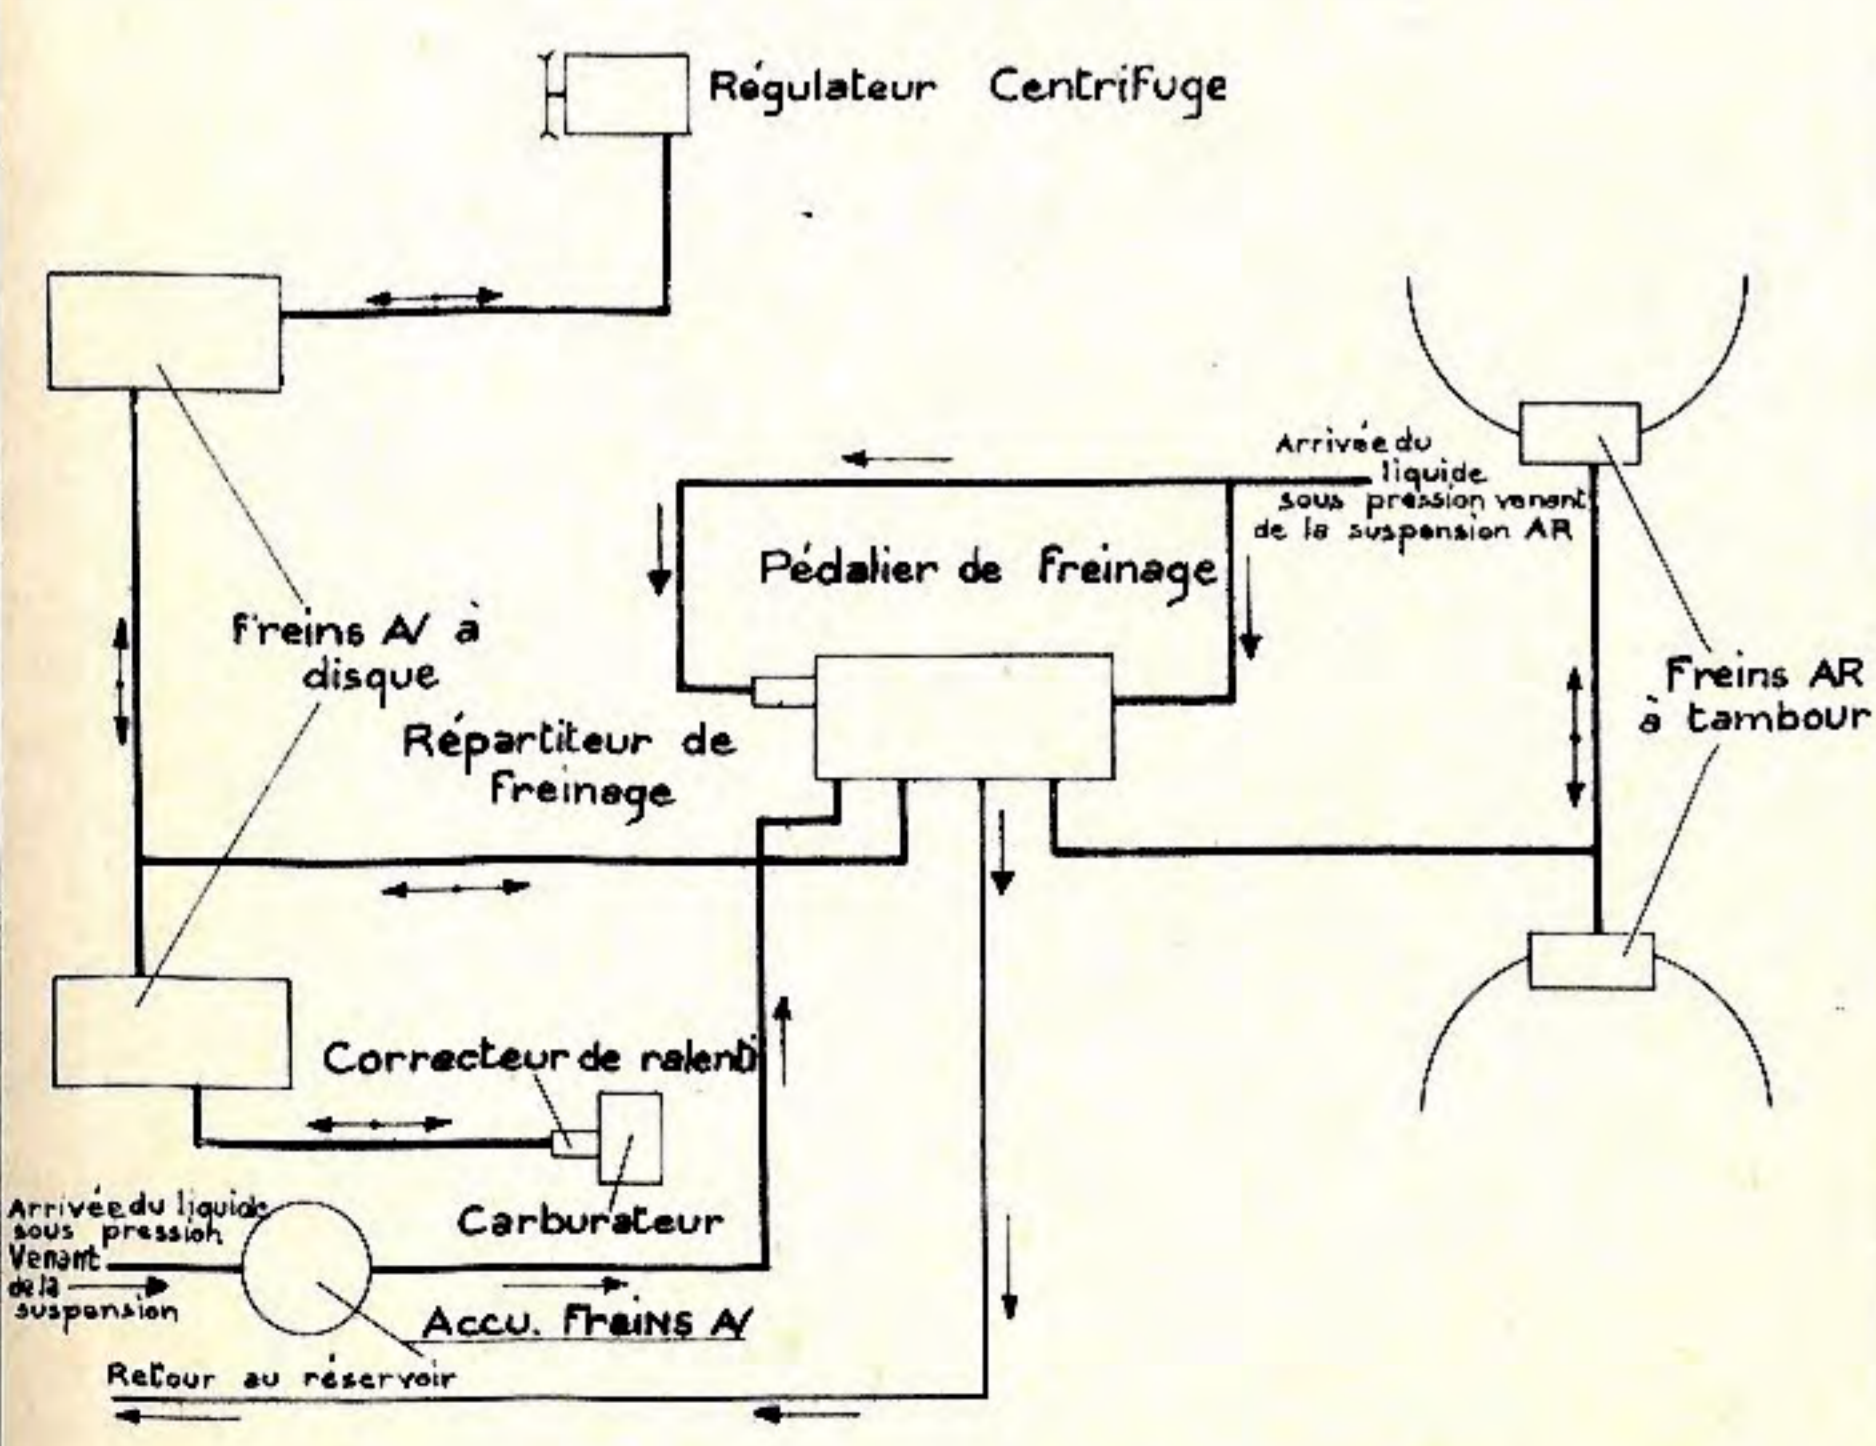 Régulateur Centrifuge
Arrivée du
liquide
sous pression venant
de la suspension AR
Pédalier de freinage
Freins AV à
disque
Freins AR
à tambour
Répartiteur de
freinage
Correcteur de ralenti
Carburateur
Arrivée du liquide
sous pression
Venant
de la
suspension
Accu. Freins AV
Retour au réservoir